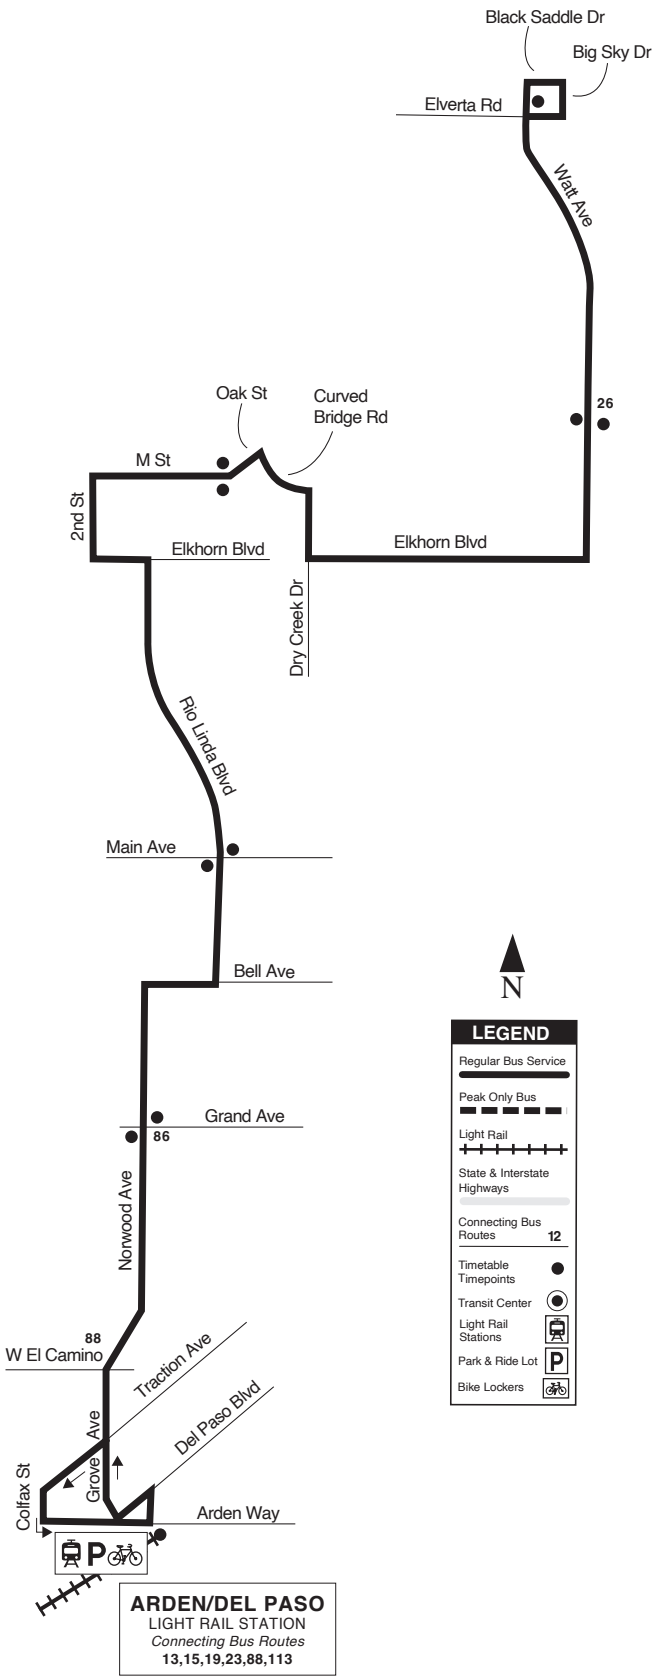 Black Saddle Dr
Big Sky Dr
Elverta Rd
Watt Ave
26
Oak St
Curved
Bridge Rd
M St
2nd St
Elkhorn Blvd
Elkhorn Blvd
Dry Creek Dr
Rio Linda Blvd
Main Ave
Bell Ave
N
LEGEND
Regular Bus Service
Peak Only Bus
Light Rail
State & Interstate
Highways
Connecting Bus
Routes 12
Timetable
Timepoints
Transit Center
Light Rail
Stations
Park & Ride Lot P
Bike Lockers
Grand Ave
86
Norwood Ave
88
W El Camino
Traction Ave
Del Paso Blvd
Grove Ave
Colfax St
Arden Way
P
ARDEN/DEL PASO
LIGHT RAIL STATION
Connecting Bus Routes
13,15,19,23,88,113